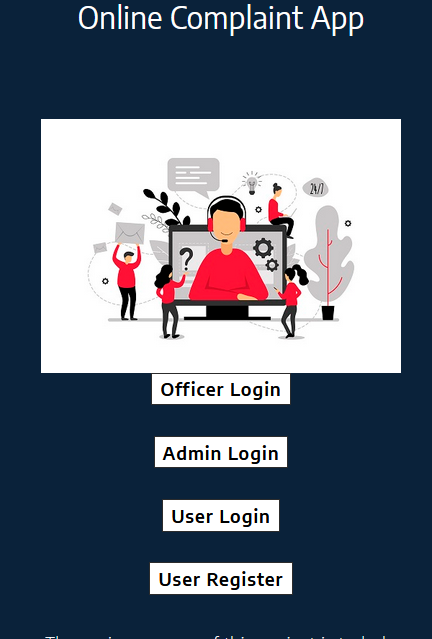 Online Complaint App
24/7
?
Officer Login
Admin Login
User Login
User Register